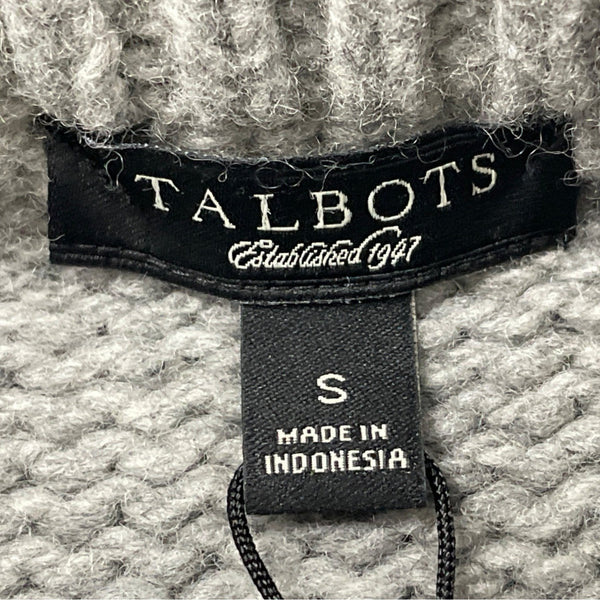 TALBOTS
Established 1947
S
MADE IN
INDONESIA